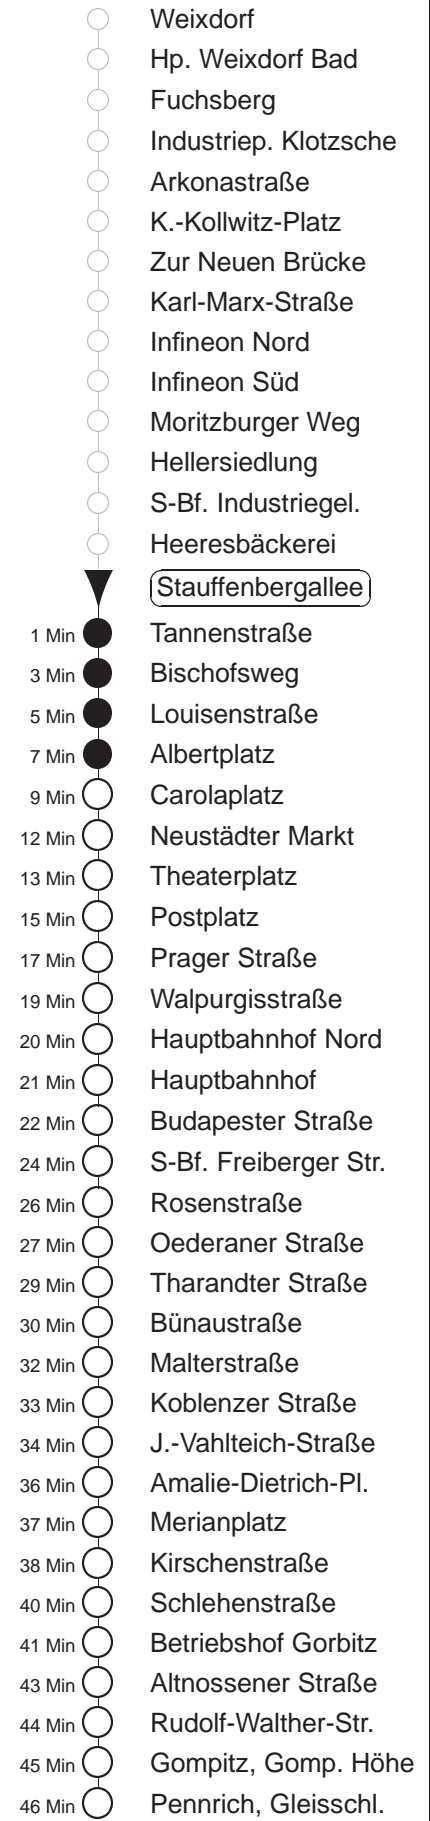 Weixdorf
Hp. Weixdorf Bad
Fuchsberg
Industriep. Klotzsche
Arkonastraße
K.-Kollwitz-Platz
Zur Neuen Brücke
Karl-Marx-Straße
Infineon Nord
Infineon Süd
Moritzburger Weg
Hellersiedlung
S-Bf. Industriegel.
Heeresbäckerei
Stauffenbergallee
1 Min Tannenstraße
3 Min Bischofsweg
5 Min Louisenstraße
7 Min Albertplatz
9 Min Carolaplatz
12 Min Neustädter Markt
13 Min Theaterplatz
15 Min Postplatz
17 Min Prager Straße
19 Min Walpurgisstraße
20 Min Hauptbahnhof Nord
21 Min Hauptbahnhof
22 Min Budapester Straße
24 Min S-Bf. Freiberger Str.
26 Min Rosenstraße
27 Min Oederaner Straße
29 Min Tharandter Straße
30 Min Bünaustraße
32 Min Malterstraße
33 Min Koblenzer Straße
34 Min J.-Vahlteich-Straße
36 Min Amalie-Dietrich-Pl.
37 Min Merianplatz
38 Min Kirschenstraße
40 Min Schlehenstraße
41 Min Betriebshof Gorbitz
43 Min Altnossener Straße
44 Min Rudolf-Walther-Str.
45 Min Gompitz, Gomp. Höhe
46 Min Pennrich, Gleisschl.